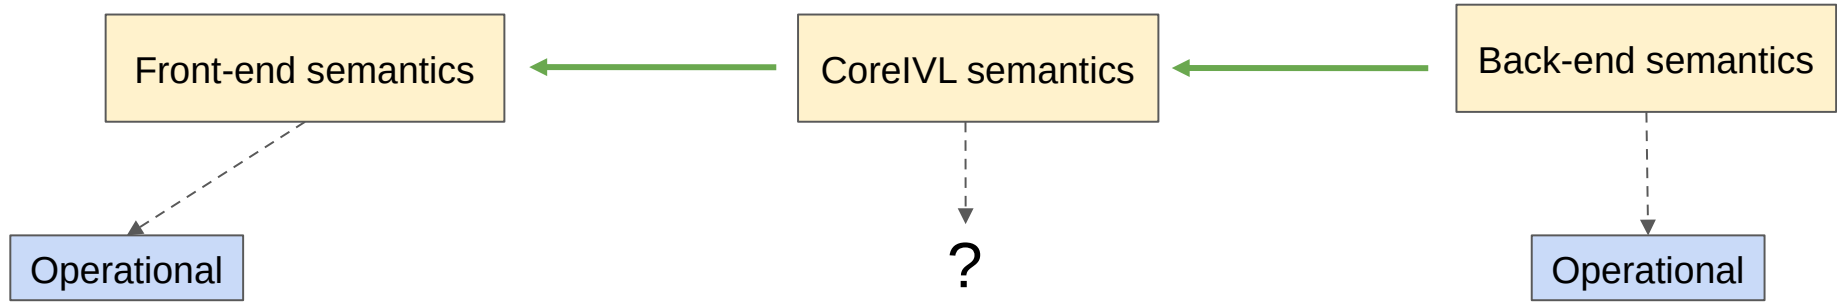 Front-end semantics
CoreIVL semantics
Back-end semantics
Operational
?
Operational